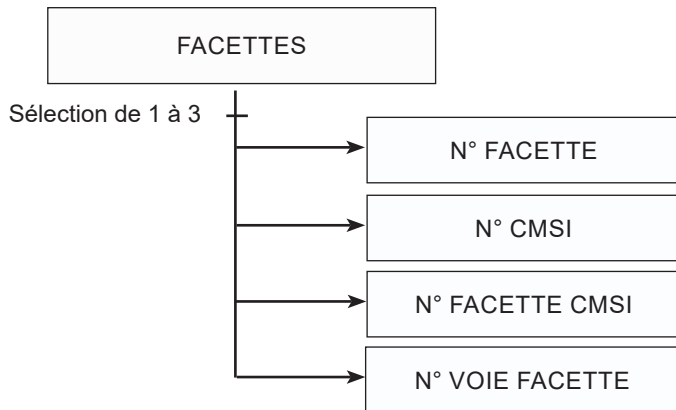 FACETTES
Sélection de 1 à 3
N° FACETTE
N° CMSI
N° FACETTE CMSI
N° VOIE FACETTE